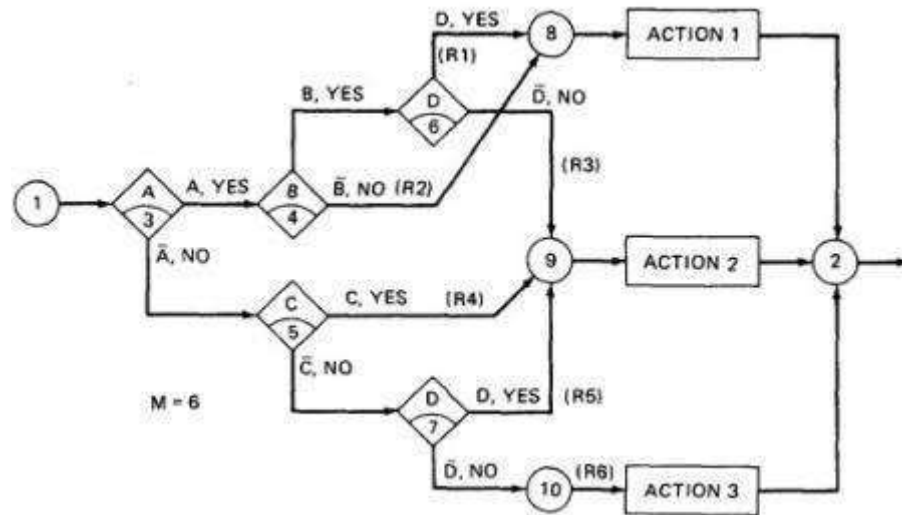 D, YES
(R1)
8
ACTION 1
B, YES
D
6
D̄, NO
(R3)
1
A
3
A, YES
B
4
B̄, NO (R2)
Ā, NO
9
ACTION 2
2
C
5
C, YES
(R4)
C̄, NO
M = 6
D
7
D, YES
(R5)
D̄, NO
10
(R6)
ACTION 3